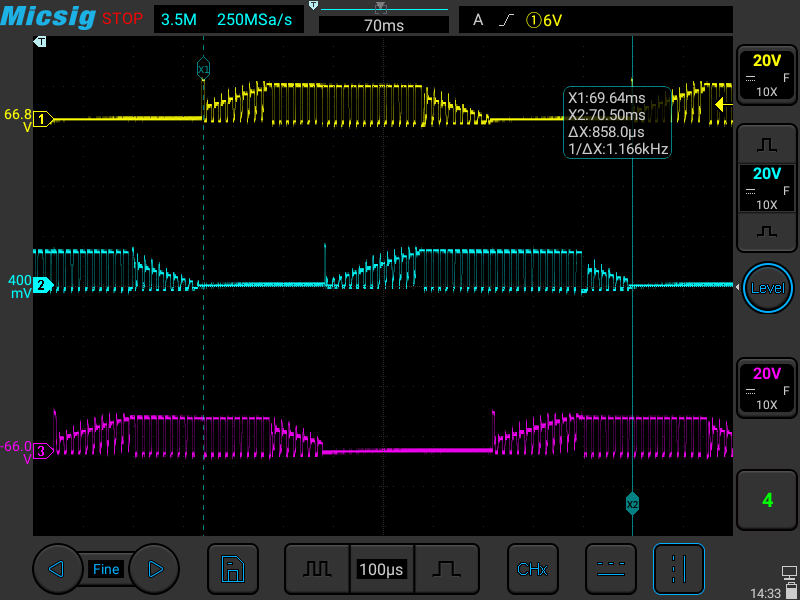 Micsig STOP 3.5M 250MSa/s T 70ms A ①6V
T
X1
20V
F
10X
66.8
V
1
X1:69.64ms
X2:70.50ms
ΔX:858.0μs
1/ΔX:1.166kHz
20V
F
10X
400
mV
2
Level
20V
F
10X
-66.0
V
3
X2
4
Fine
100μs
CHx
14:33